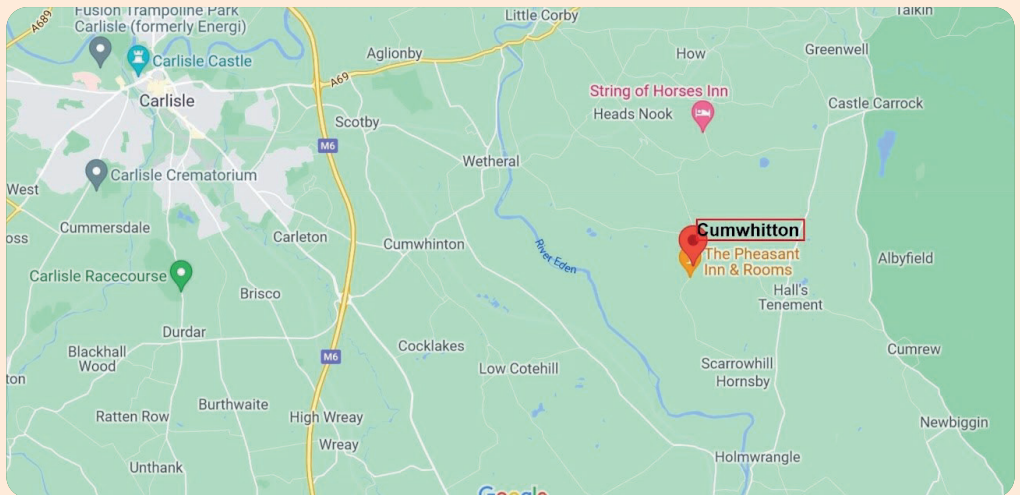 Fusion Trampoline Park
Carlisle (formerly Energi)
Little Corby
Talkin
A689
Aglionby
How
Greenwell
Carlisle Castle
A69
String of Horses Inn
Carlisle
Heads Nook
Castle Carrock
Scotby
M6
Wetheral
Carlisle Crematorium
West
Cummersdale
Cumwhitton
oss
Carleton
Cumwhinton
River Eden
The Pheasant
Inn & Rooms
Albyfield
Carlisle Racecourse
Brisco
Hall's
Tenement
Durdar
Blackhall
Wood
Cocklakes
M6
Cumrew
Low Cotehill
Scarrowhill
Hornsby
ton
Burthwaite
Ratten Row
High Wreay
Newbiggin
Wreay
Holmwrangle
Unthank
Google